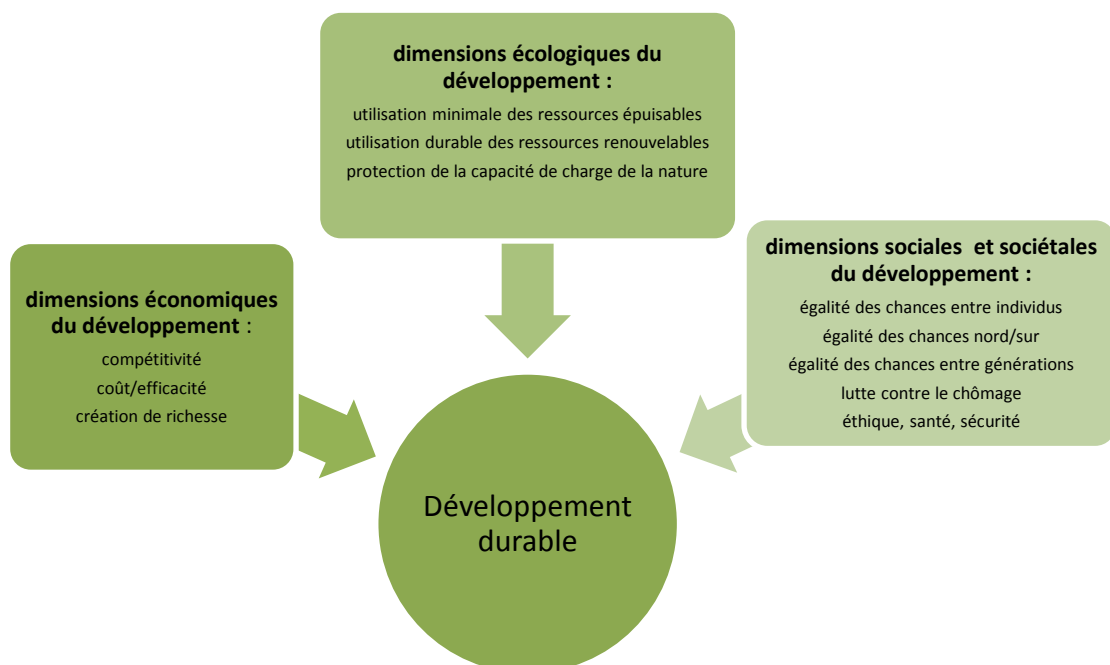 dimensions écologiques du
développement :
utilisation minimale des ressources épuisables
utilisation durable des ressources renouvelables
protection de la capacité de charge de la nature
dimensions économiques
du développement :
compétitivité
coût/efficacité
création de richesse
dimensions sociales et sociétales
du développement :
égalité des chances entre individus
égalité des chances nord/sur
égalité des chances entre générations
lutte contre le chômage
éthique, santé, sécurité
Développement
durable